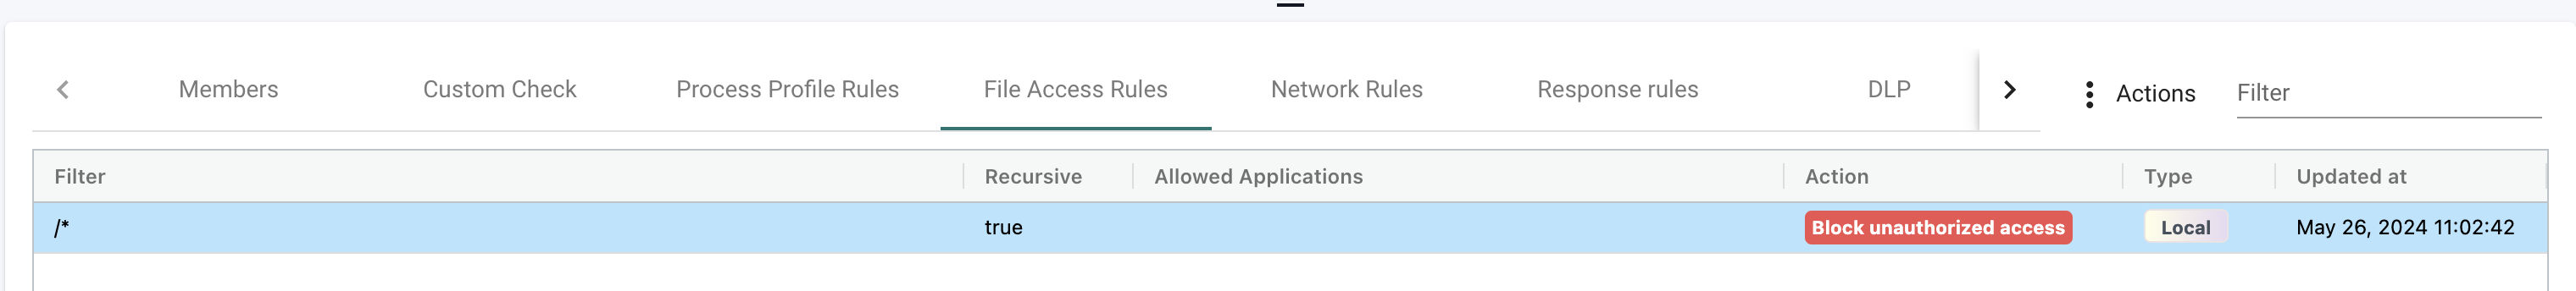 Members Custom Check Process Profile Rules File Access Rules Network Rules Response rules DLP Actions Filter
Filter Recursive Allowed Applications Action Type Updated at
/* true Block unauthorized access Local May 26, 2024 11:02:42